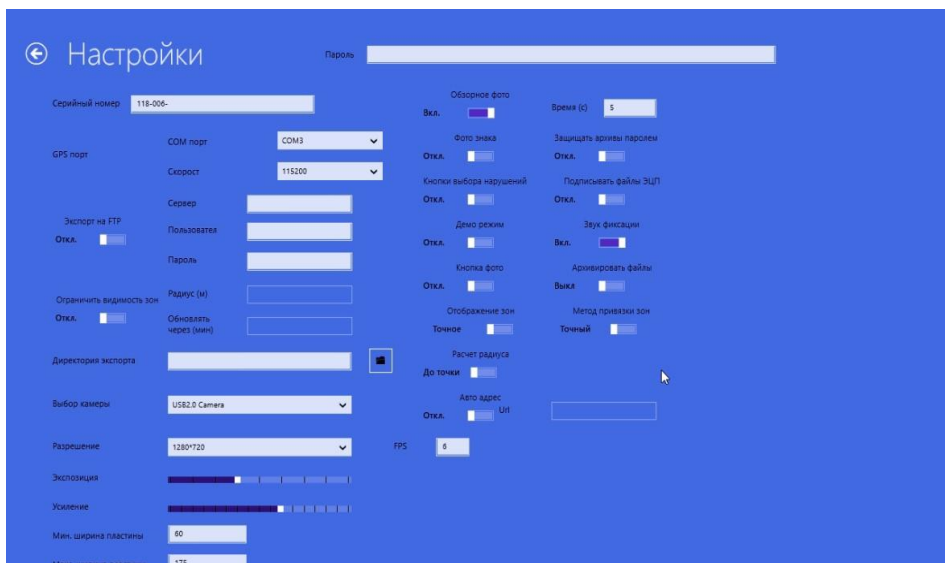 Настройки
Пароль
Серийный номер 118-006-
GPS порт
COM порт COM3
Скорост 115200
Экспорт на FTP
Откл.
Сервер
Пользовател
Пароль
Ограничить видимость зон
Откл.
Радиус (м)
Обновлять
через (мин)
Директория экспорта
Выбор камеры USB2.0 Camera
Разрешение 1280*720 FPS 6
Экспозиция
Усиление
Мин. ширина пластины 60
175
Обзорное фото
Вкл.
Время (с) 5
Фото знака
Откл.
Защищать архивы паролем
Откл.
Кнопки выбора нарушений
Откл.
Подписывать файлы ЭЦП
Откл.
Демо режим
Откл.
Звук фиксации
Вкл.
Кнопка фото
Откл.
Архивировать файлы
Выкл
Отображение зон
Точное
Метод привязки зон
Точный
Расчет радиуса
До точки
Авто адрес
Откл.
Url